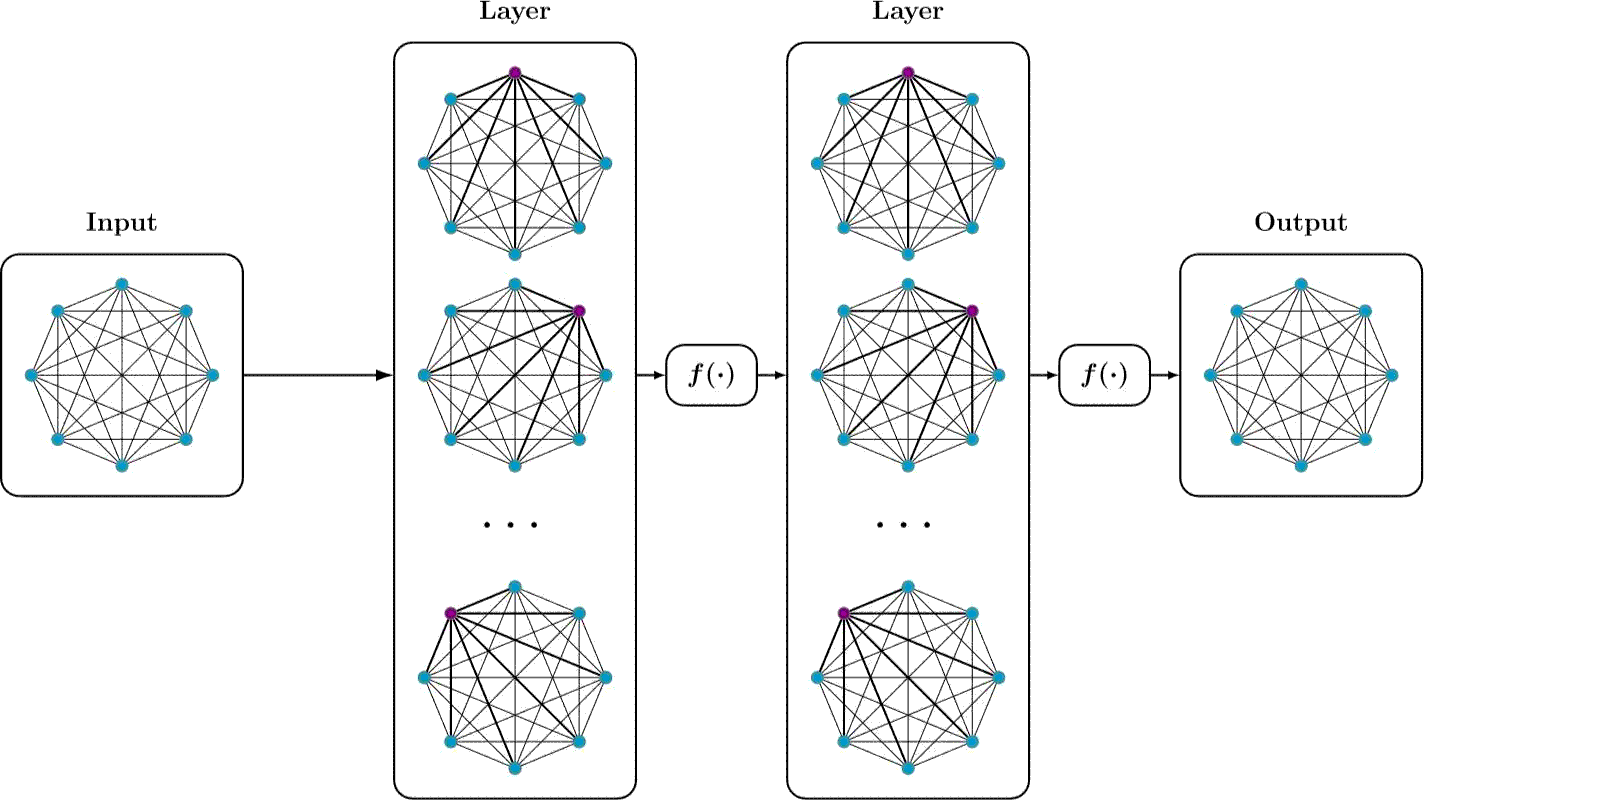 Layer
Layer
Input
Output
f(·)
f(·)
· · ·
· · ·